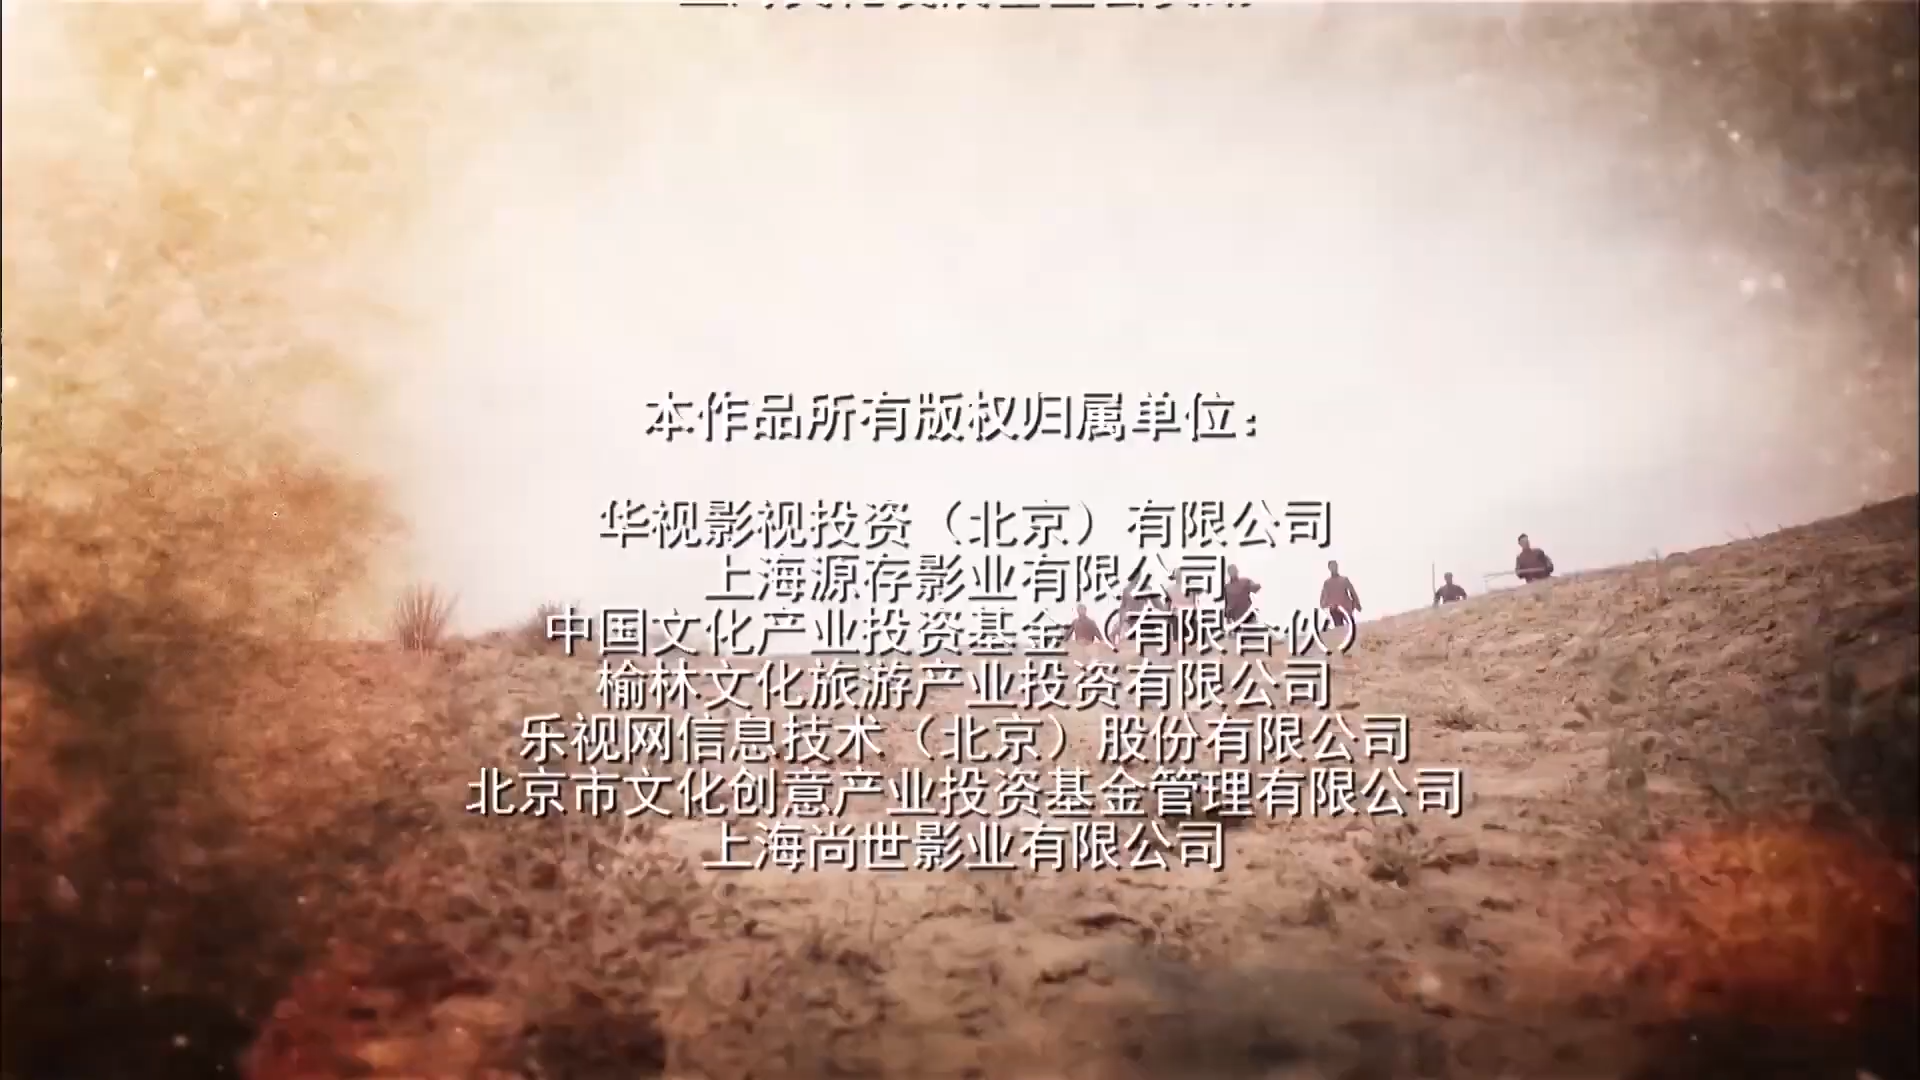 本作品所有版权归属单位：
华视影视投资（北京）有限公司
上海源存影业有限公司
中国文化产业投资基金（有限合伙）
榆林文化旅游产业投资有限公司
乐视网信息技术（北京）股份有限公司
北京市文化创意产业投资基金管理有限公司
上海尚世影业有限公司